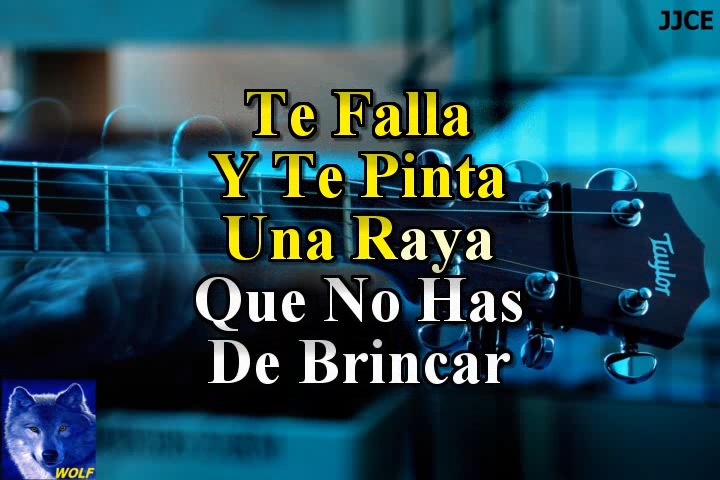 JJCE
Te Falla
Y Te Pinta
Una Raya
Que No Has
De Brincar
Taylor
WOLF